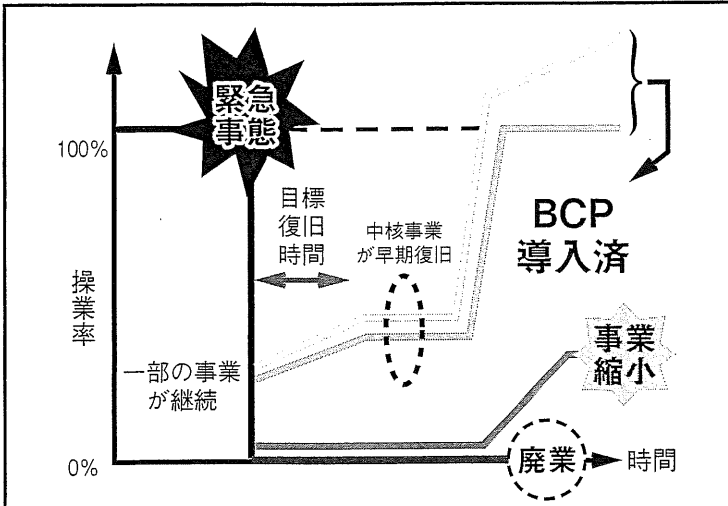 緊急
事態
100%
目標
復旧
時間
中核事業
が早期復旧
BCP
導入済
操業率
一部の事業
が継続
事業
縮小
0%
廃業
時間